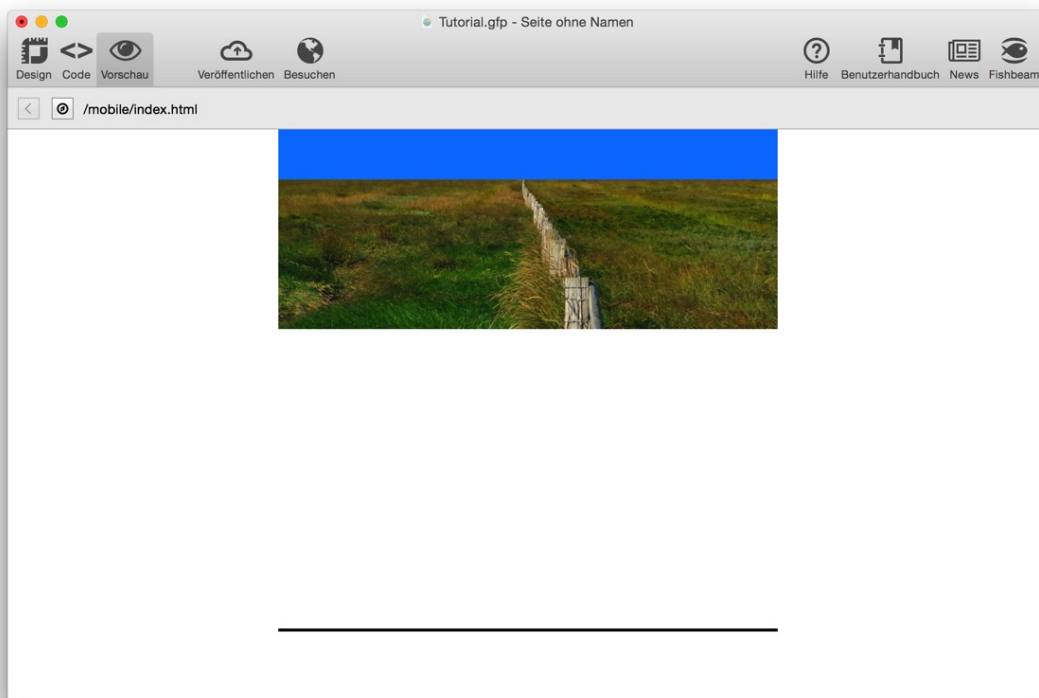 Tutorial.gfp - Seite ohne Namen
Design Code Vorschau Veröffentlichen Besuchen Hilfe Benutzerhandbuch News Fishbeam
/mobile/index.html